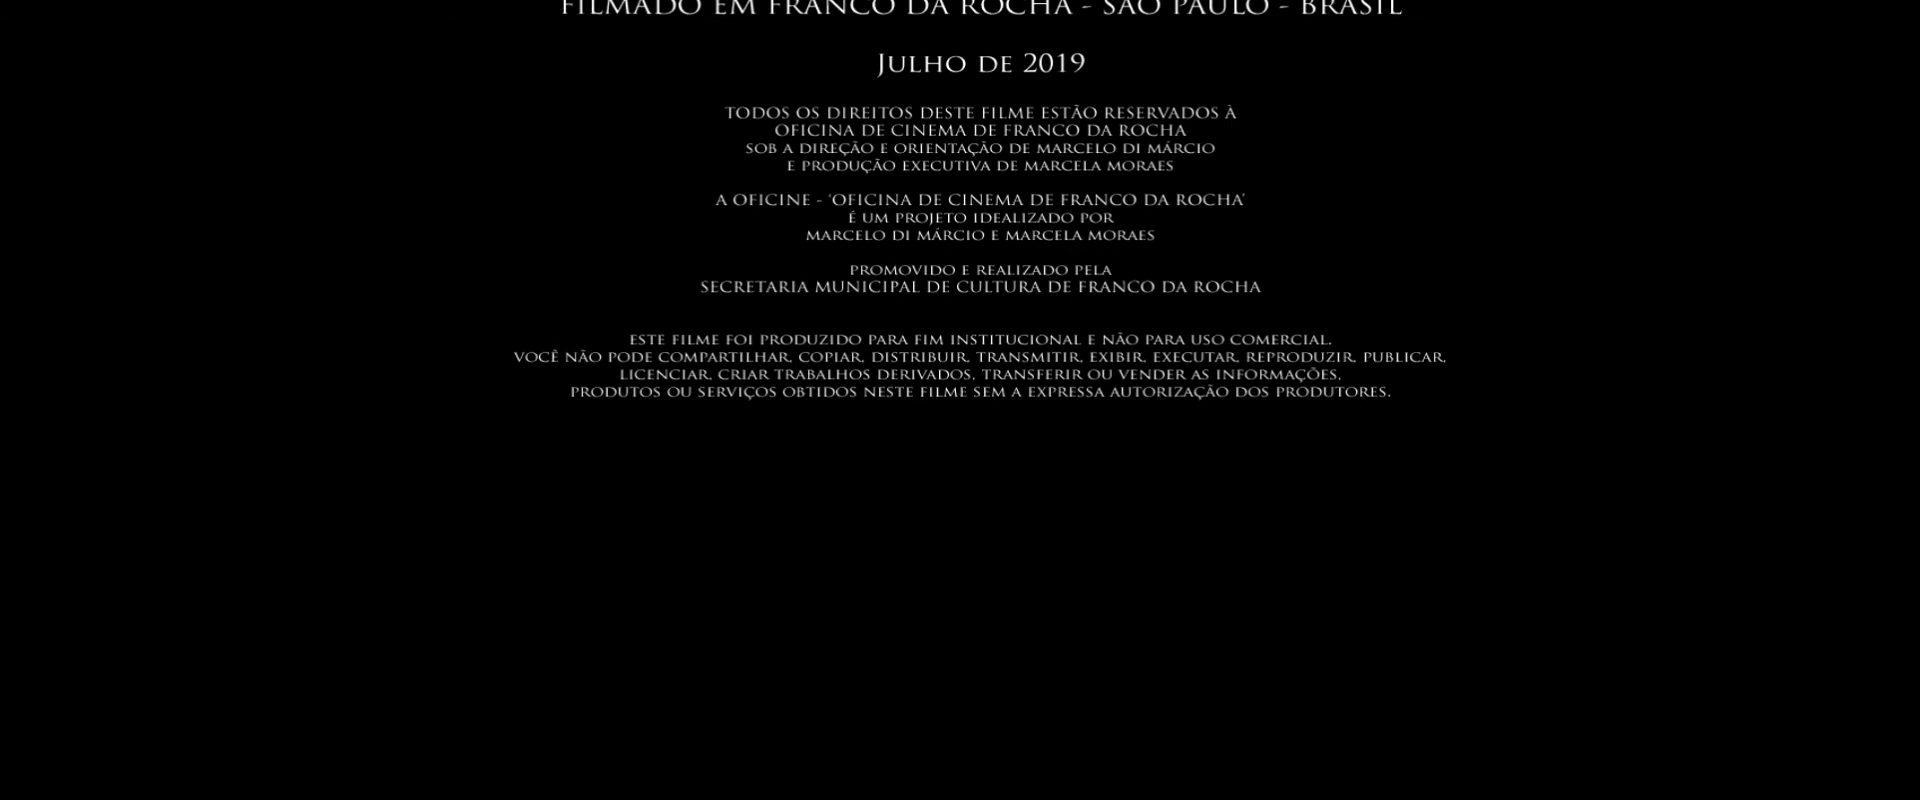 FILMADO EM FRANCO DA ROCHA - SÃO PAULO - BRASIL
JULHO DE 2019
TODOS OS DIREITOS DESTE FILME ESTÃO RESERVADOS À
OFICINA DE CINEMA DE FRANCO DA ROCHA
SOB A DIREÇÃO E ORIENTAÇÃO DE MARCELO DI MÁRCIO
E PRODUÇÃO EXECUTIVA DE MARCELA MORAES
A OFICINE - ‘OFICINA DE CINEMA DE FRANCO DA ROCHA’
É UM PROJETO IDEALIZADO POR
MARCELO DI MÁRCIO E MARCELA MORAES
PROMOVIDO E REALIZADO PELA
SECRETARIA MUNICIPAL DE CULTURA DE FRANCO DA ROCHA
ESTE FILME FOI PRODUZIDO PARA FIM INSTITUCIONAL E NÃO PARA USO COMERCIAL.
VOCÊ NÃO PODE COMPARTILHAR, COPIAR, DISTRIBUIR, TRANSMITIR, EXIBIR, EXECUTAR, REPRODUZIR, PUBLICAR,
LICENCIAR, CRIAR TRABALHOS DERIVADOS, TRANSFERIR OU VENDER AS INFORMAÇÕES,
PRODUTOS OU SERVIÇOS OBTIDOS NESTE FILME SEM A EXPRESSA AUTORIZAÇÃO DOS PRODUTORES.